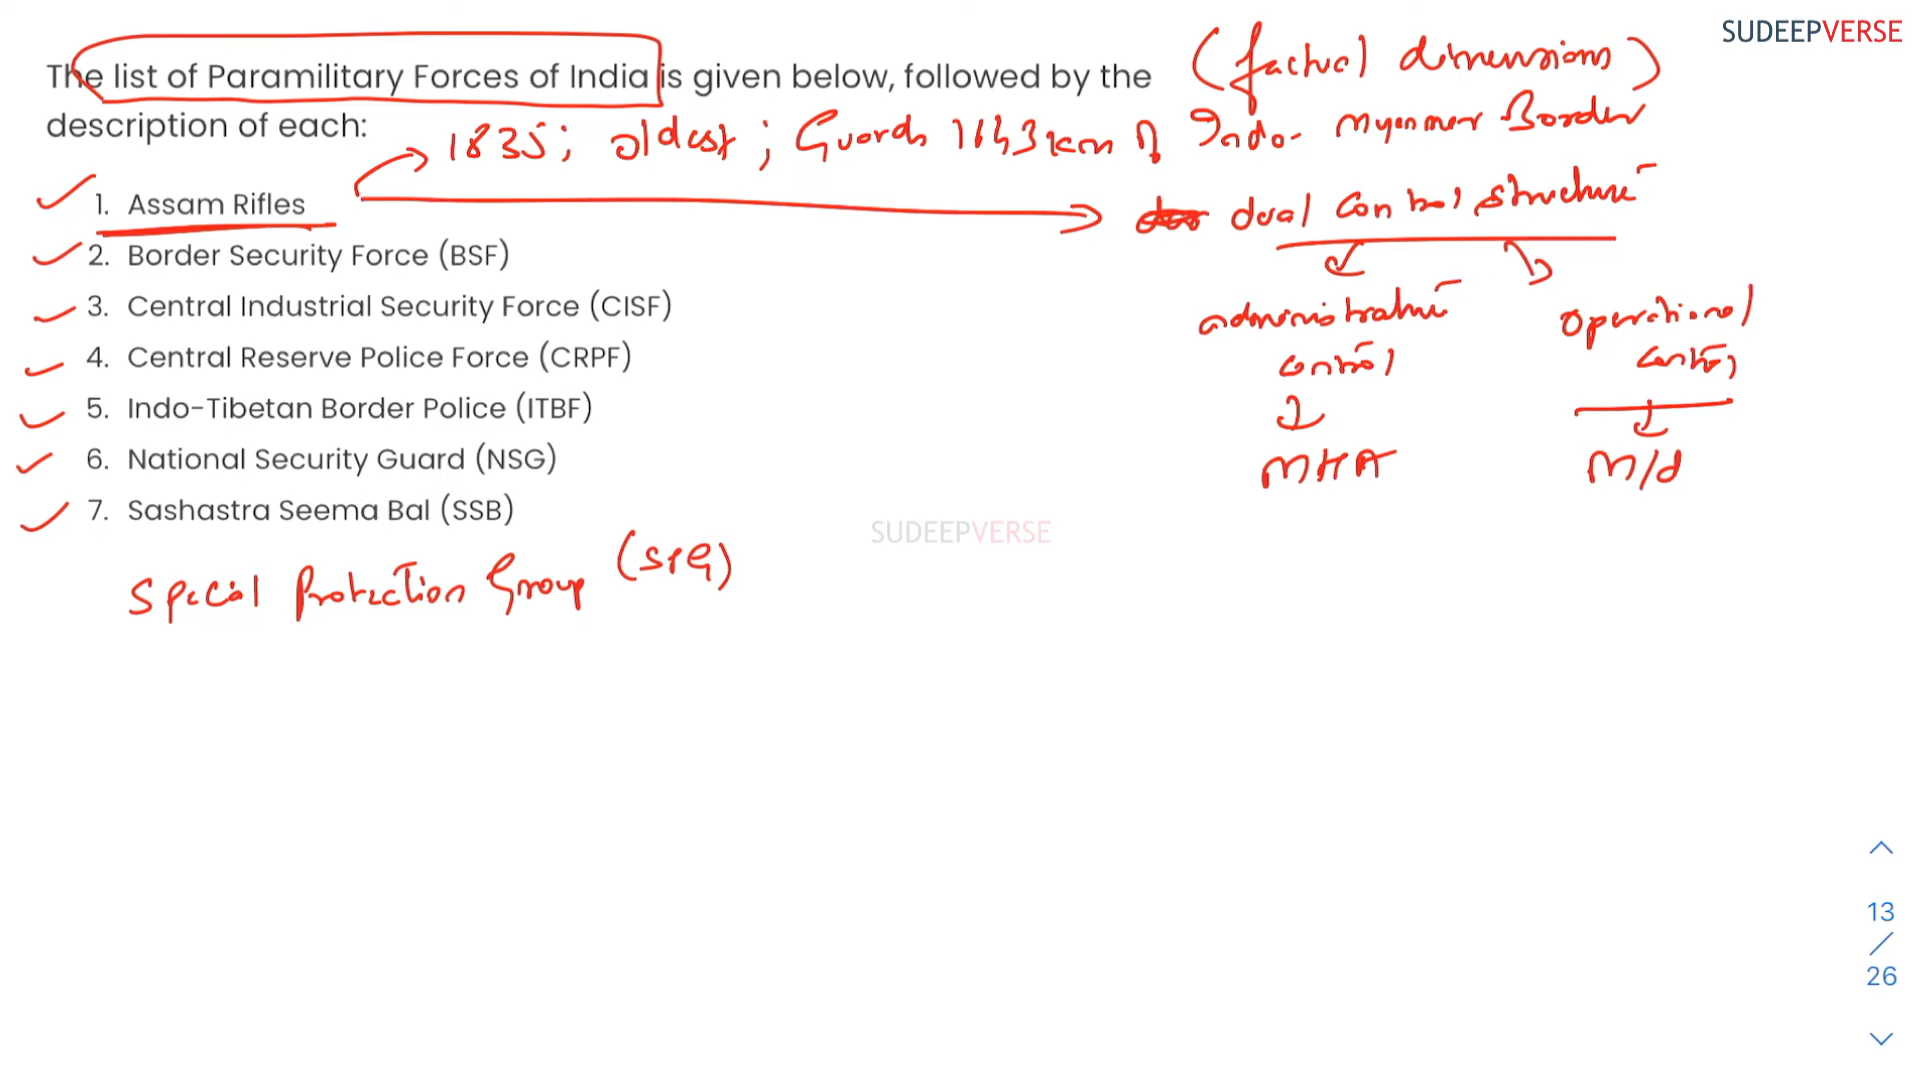 SUDEEPVERSE
(factual dimensions)
The list of Paramilitary Forces of India is given below, followed by the
description of each:
1835; oldest; Guards 1643 km of Indo-Myanmar Border
1. Assam Rifles
dual control structure
2. Border Security Force (BSF)
3. Central Industrial Security Force (CISF)
administrative
control
MHA
operational
control
M/d
4. Central Reserve Police Force (CRPF)
5. Indo-Tibetan Border Police (ITBF)
6. National Security Guard (NSG)
7. Sashastra Seema Bal (SSB)
SUDEEPVERSE
Special Protection Group (SPG)
13
/
26